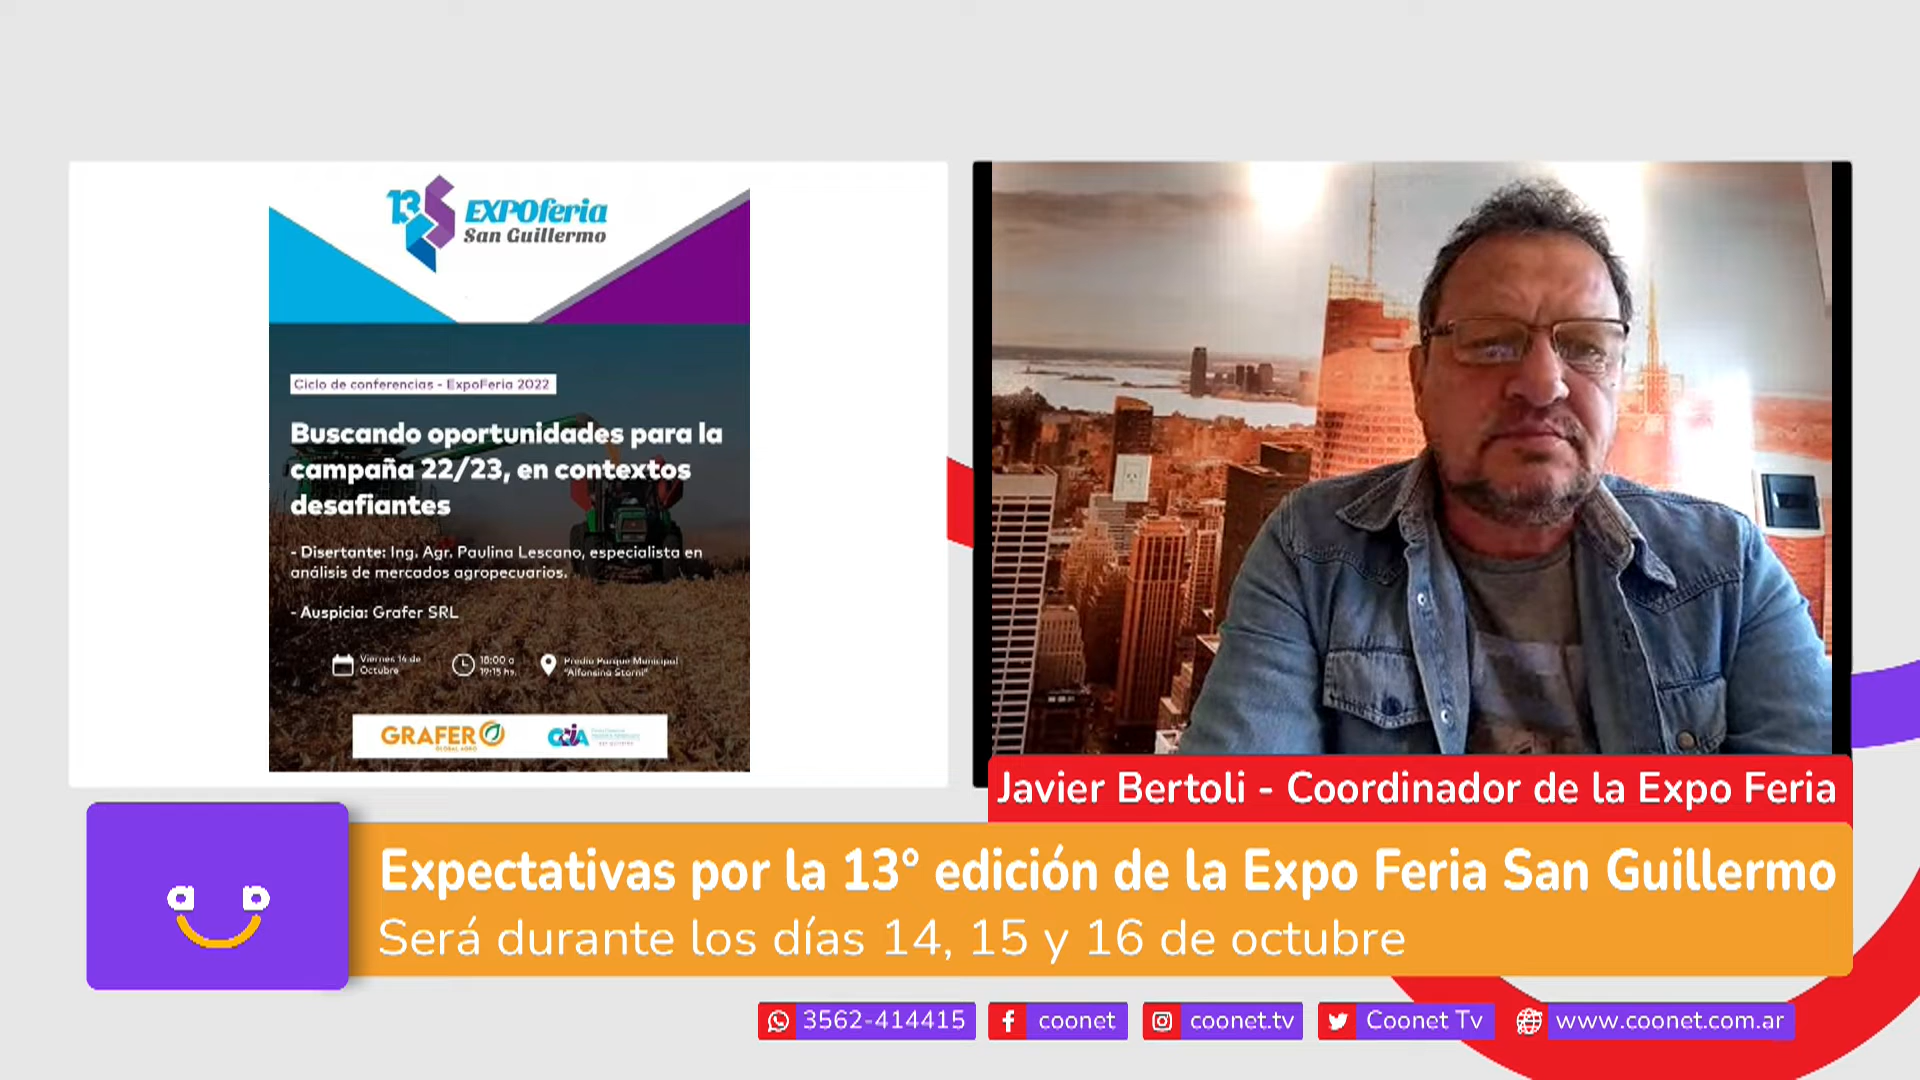 13 EXPOferia
San Guillermo
Ciclo de conferencias - ExpoFeria 2022
Buscando oportunidades para la
campaña 22/23, en contextos
desafiantes
- Disertante: Ing. Agr. Paulina Lescano, especialista en
análisis de mercados agropecuarios.
- Auspicia: Grafer SRL
Viernes 14 de
Octubre
18:00 a
19:15 hs.
Predio Parque Municipal
"Alfonsina Storni"
GRAFER
GLOBAL AGRO
Javier Bertoli - Coordinador de la Expo Feria
Expectativas por la 13° edición de la Expo Feria San Guillermo
Será durante los días 14, 15 y 16 de octubre
3562-414415
coonet
coonet.tv
Coonet Tv
www.coonet.com.ar